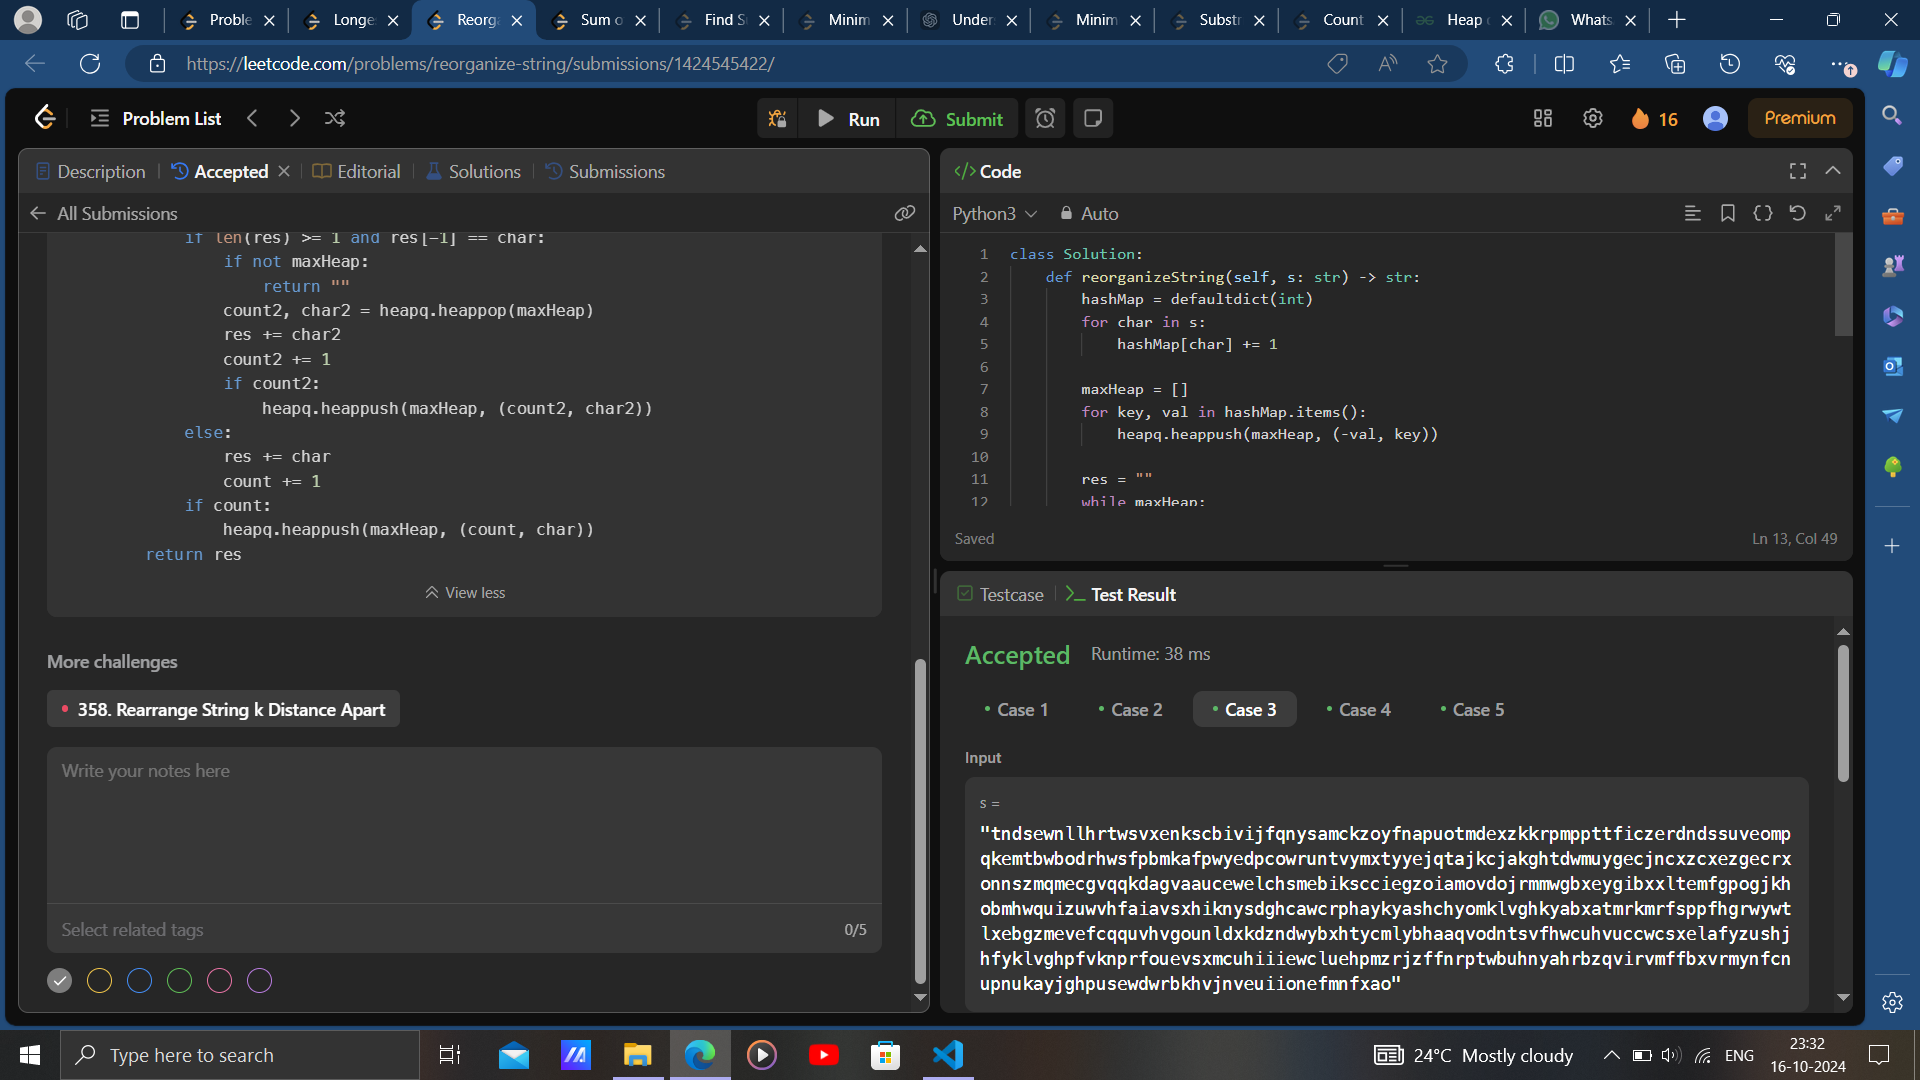 Proble
Longe
Reorg
Sum o
Find S
Minim
Under
Minim
Substr
Count
Heap
Whats
https://leetcode.com/problems/reorganize-string/submissions/1424545422/
Problem List
Run
Submit
16
Premium
Description
Accepted
Editorial
Solutions
Submissions
All Submissions
if len(res) >= 1 and res[-1] == char:
if not maxHeap:
return ""
count2, char2 = heapq.heappop(maxHeap)
res += char2
count2 += 1
if count2:
heapq.heappush(maxHeap, (count2, char2))
else:
res += char
count += 1
if count:
heapq.heappush(maxHeap, (count, char))
return res
View less
More challenges
358. Rearrange String k Distance Apart
Write your notes here
Select related tags
0/5
</> Code
Python3
Auto
1 class Solution:
2 def reorganizeString(self, s: str) -> str:
3 hashMap = defaultdict(int)
4 for char in s:
5 hashMap[char] += 1
6
7 maxHeap = []
8 for key, val in hashMap.items():
9 heapq.heappush(maxHeap, (-val, key))
10
11 res = ""
12 while maxHeap:
Saved
Ln 13, Col 49
Testcase
Test Result
Accepted
Runtime: 38 ms
Case 1
Case 2
Case 3
Case 4
Case 5
Input
s =
"tndsewnllhrtwsvxenkscbivijfqnysamckzoyfnapuotmdexzkkrpmppttficzerdndssuveomp
qkemtbwbodrhwsfpbmkafpwyedpcowruntvymxtyyejqtajkcjakghtdwmuygecjncxzcxezgecrx
onnszmqmecgvqqkdagvaaucewelchsmebiksccie​gzoiamovdojrmmwgbxeygibxxltemfgpogjkh
obmhwquizuwvhfaiavsxhiknysdghcawcrphaykyashchyomklvghkyabxatmrkmrfsppfhgrwywt
lxebgzmevefcqquvhvgounldxkdzndwybxhtycmlybhaaqvodntsvfhwcuhvuccwcsxelafyzushj
hfyklvghpfvknprfouevsxmcuhiiiewcluehpmzrjzffnrptwbuhnyahrbzqvirvmffbxvrmynfcn
upnukayjghpusewdwrbkhvjnveuiionefmnfxao"
Type here to search
24°C Mostly cloudy
ENG
23:32
16-10-2024